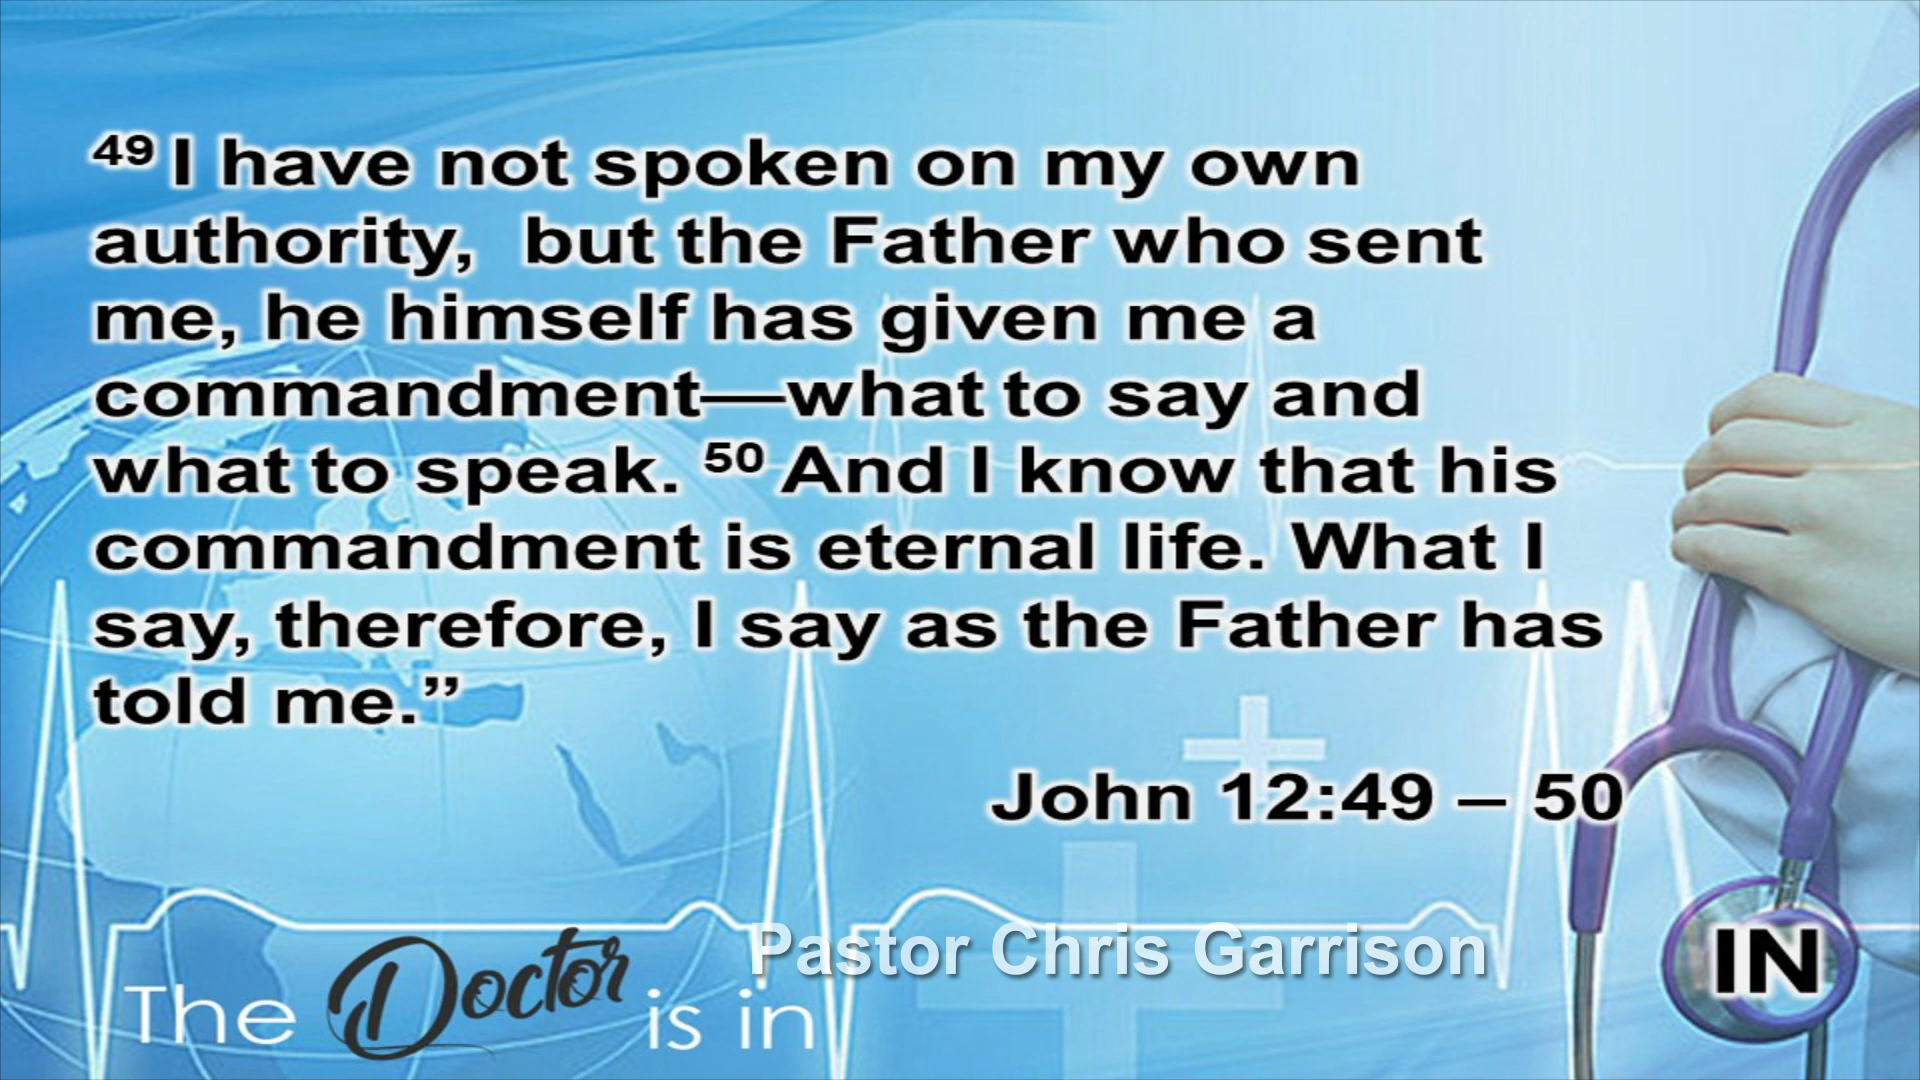 49 I have not spoken on my own
authority,  but the Father who sent
me, he himself has given me a
commandment—what to say and
what to speak. 50 And I know that his
commandment is eternal life. What I
say, therefore, I say as the Father has
told me.”
John 12:49 – 50
Pastor Chris Garrison
IN
The Doctor is in